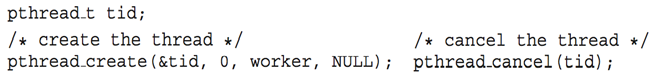 pthread_t tid;
/* create the thread */ /* cancel the thread */
pthread_create(&tid, 0, worker, NULL); pthread_cancel(tid);